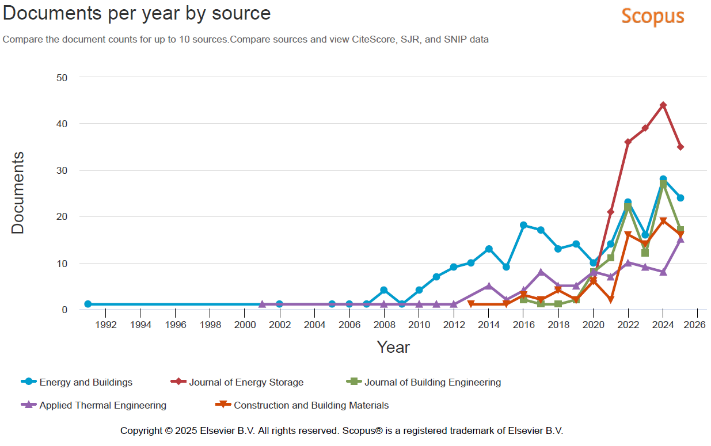 Documents per year by source
Scopus
Compare the document counts for up to 10 sources.Compare sources and view CiteScore, SJR, and SNIP data
50
40
30
20
10
0
Documents
1992 1994 1996 1998 2000 2002 2004 2006 2008 2010 2012 2014 2016 2018 2020 2022 2024 2026
Year
Energy and Buildings Journal of Energy Storage Journal of Building Engineering
Applied Thermal Engineering Construction and Building Materials
Copyright © 2025 Elsevier B.V. All rights reserved. Scopus® is a registered trademark of Elsevier B.V.